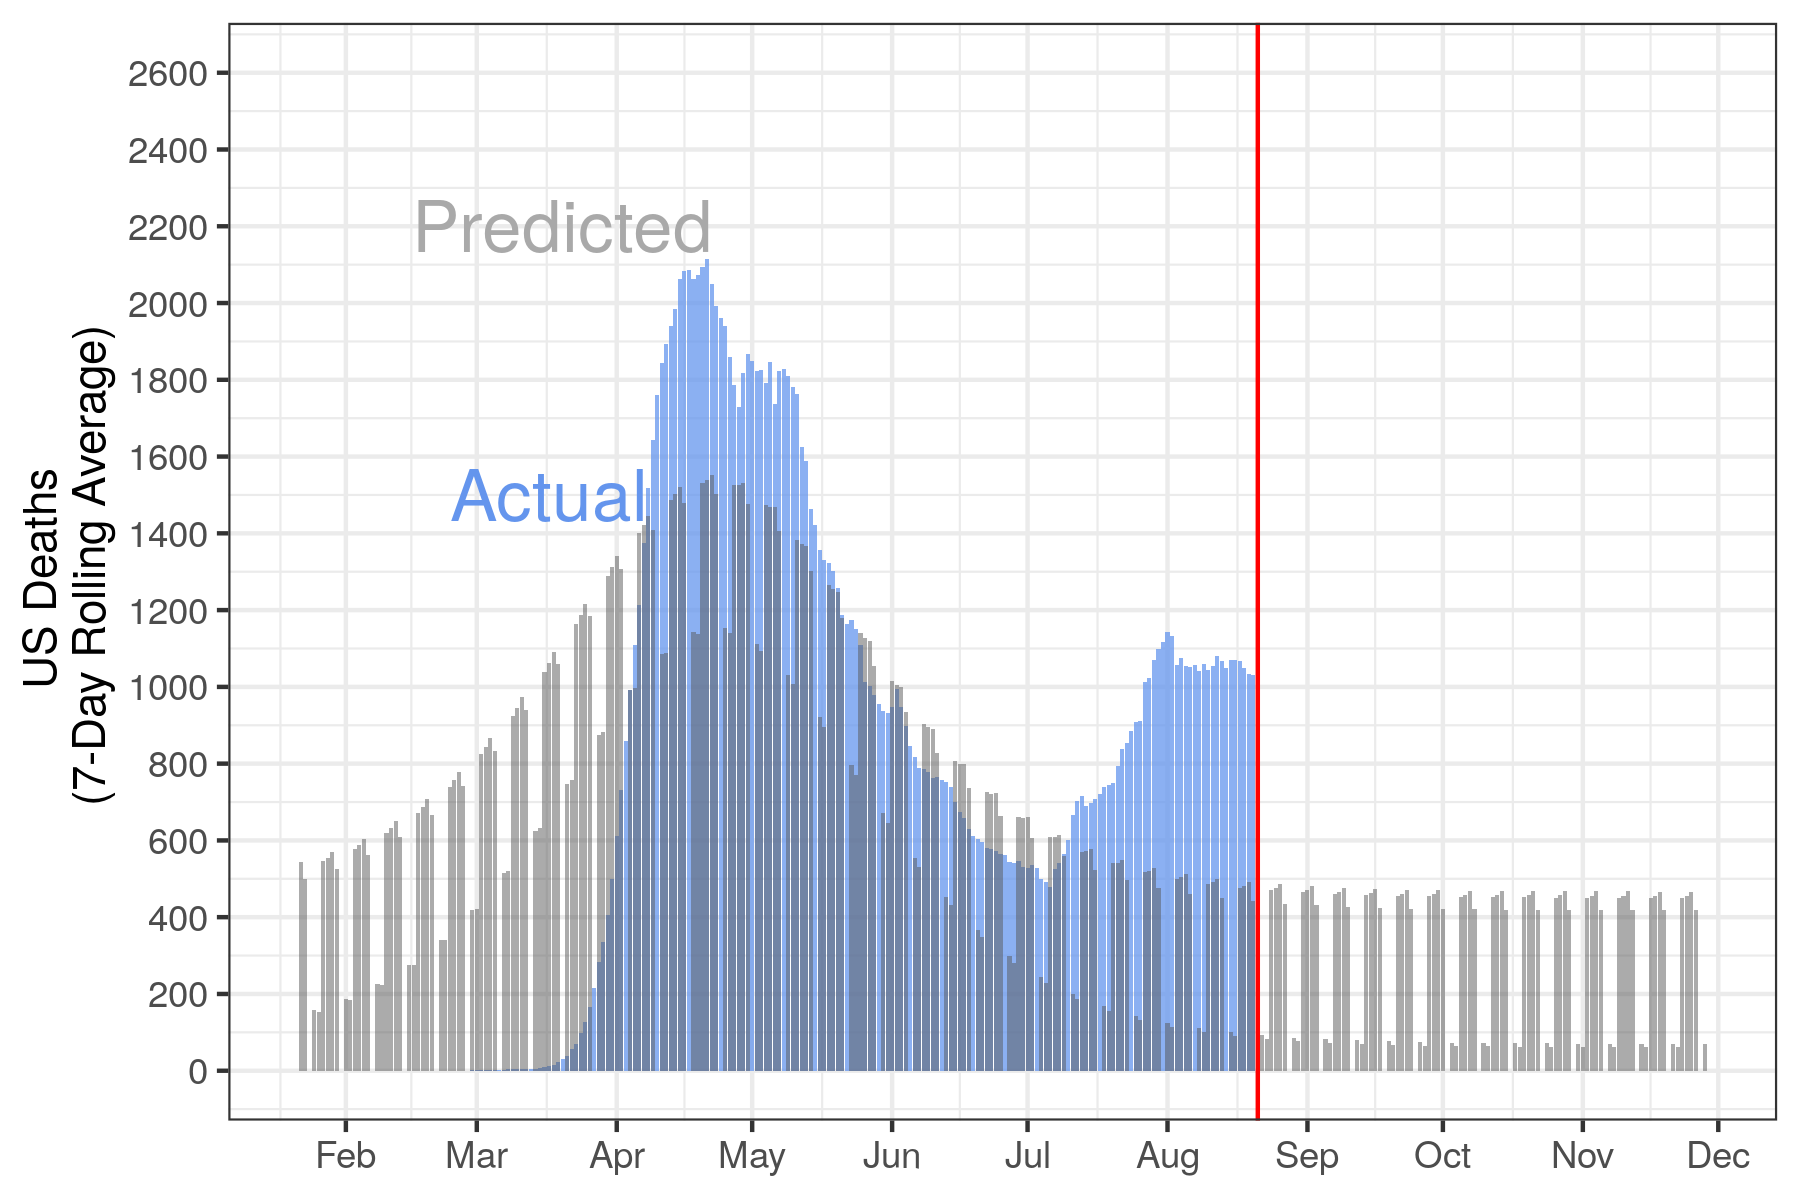 2600
2400
2200
2000
1800
1600
1400
1200
1000
800
600
400
200
0
US Deaths
(7-Day Rolling Average)
Predicted
Actual
Feb Mar Apr May Jun Jul Aug Sep Oct Nov Dec